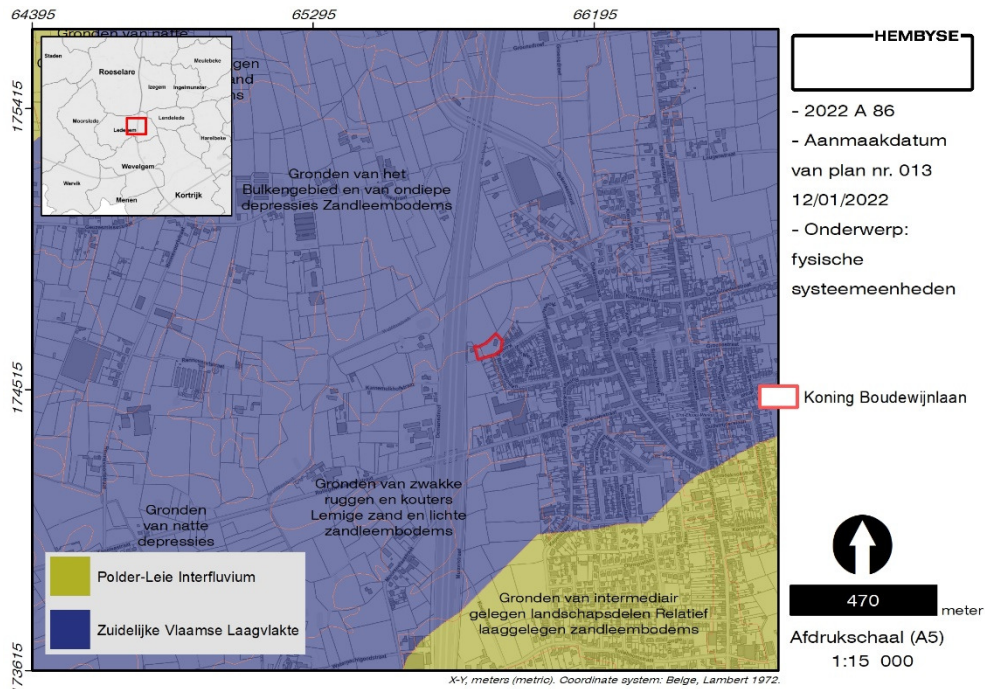 64395
65295
66195
175415
174515
173615
Gronden van natte
Staden
Roeselare
Meulebeke
Izegem
Ingelmunster
Moorslede
Ledegem
Lendelede
Harelbeke
Wevelgem
Wervik
Menen
Kortrijk
Gronden van het
Bulkengebied en van ondiepe
depressies Zandleembodems
Gronden van zwakke
ruggen en kouters
Lemige zand en lichte
zandleembodems
Gronden
van natte
depressies
Gronden van intermediair
gelegen landschapsdelen Relatief
laaggelegen zandleembodems
Polder-Leie Interfluvium
Zuidelijke Vlaamse Laagvlakte
X-Y, meters (metric). Coordinate system: Belge, Lambert 1972.
HEMBYSE
- 2022 A 86
- Aanmaakdatum
van plan nr. 013
12/01/2022
- Onderwerp:
fysische
systeemeenheden
Koning Boudewijnlaan
470 meter
Afdrukschaal (A5)
1:15 000